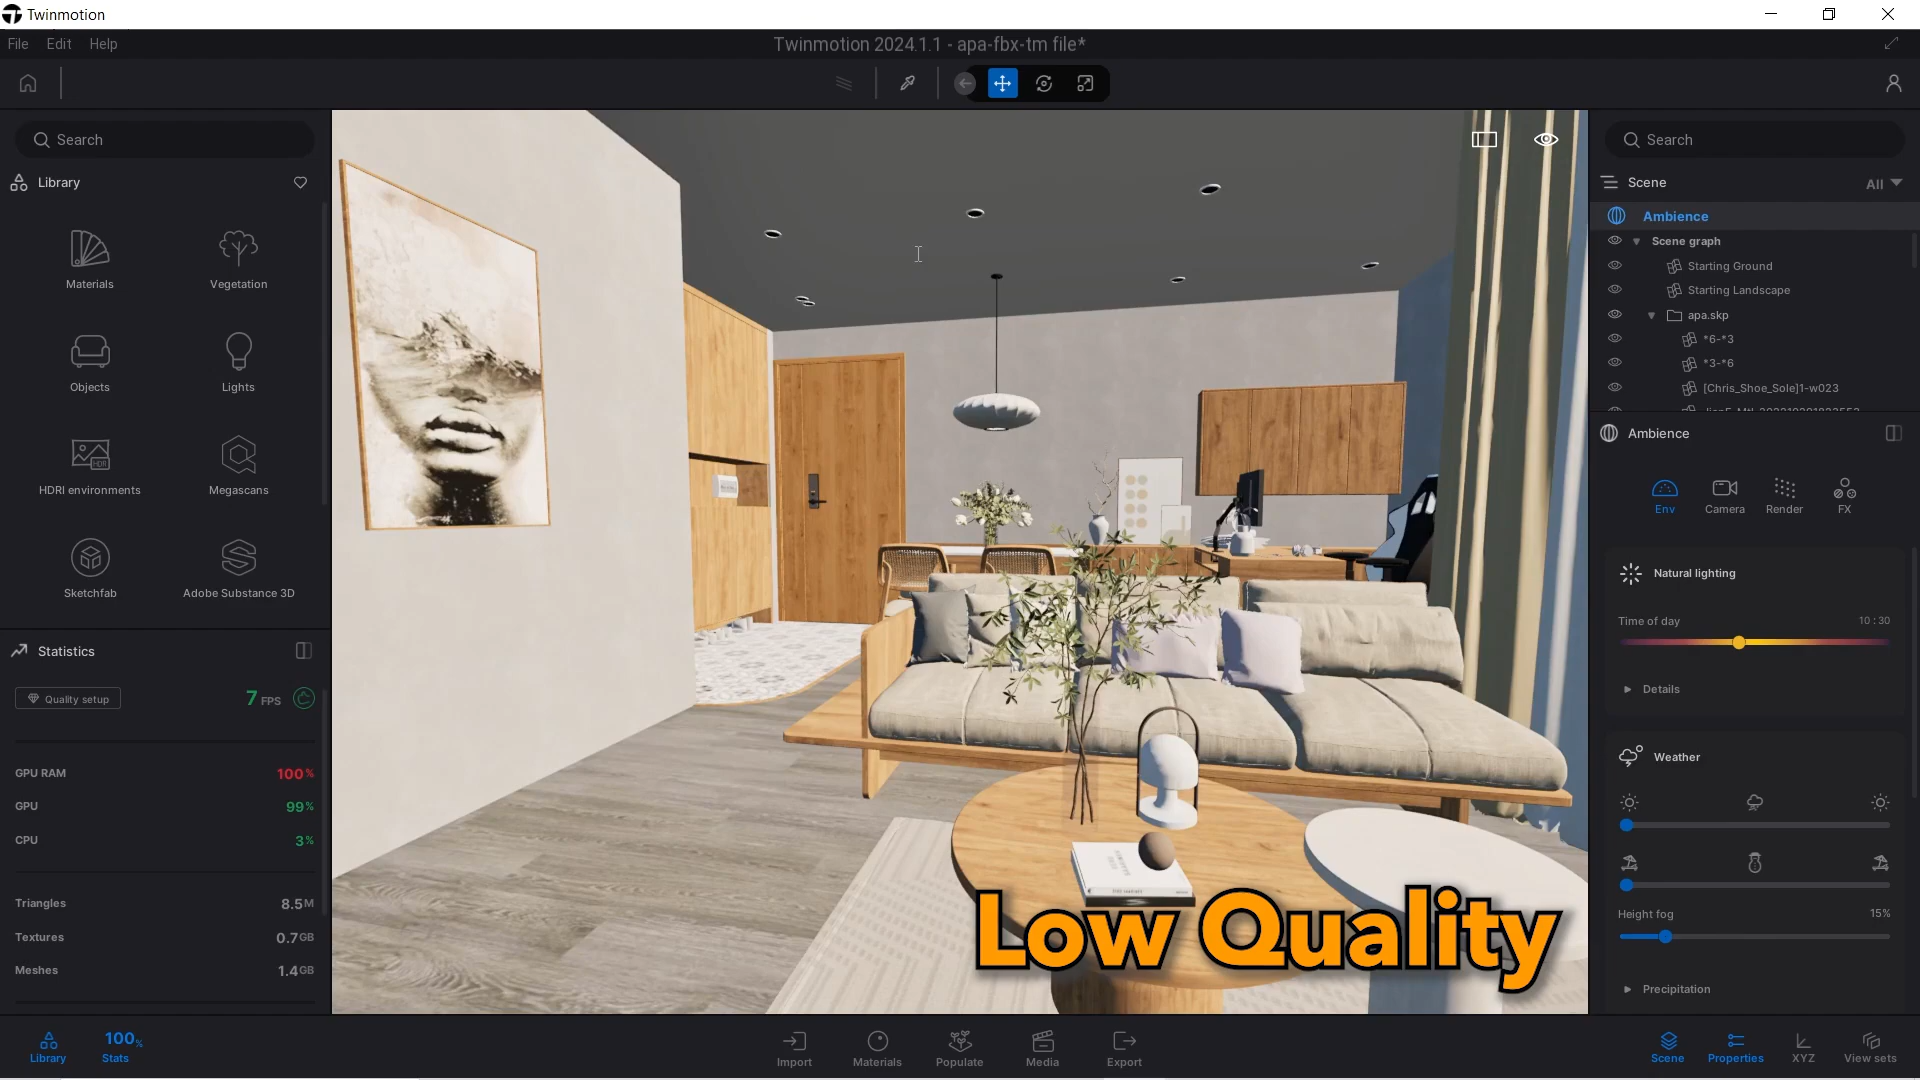 Twinmotion
File Edit Help
Twinmotion 2024.1.1 - apa-fbx-tm file*
Search
Library
Materials
Vegetation
Objects
Lights
HDR
HDRI environments
Megascans
Sketchfab
Adobe Substance 3D
Statistics
Quality setup
7 FPS
GPU RAM 100%
GPU 99%
CPU 3%
Triangles 8.5M
Textures 0.7GB
Meshes 1.4GB
Low Quality
Search
Scene
All
Ambience
Scene graph
Starting Ground
Starting Landscape
apa.skp
*6-*3
*3-*6
[Chris_Shoe_Sole]1-w023
Ambience
Env
Camera
Render
FX
Natural lighting
Time of day 10 : 30
Details
Weather
Height fog 15%
Precipitation
Library
100%
Stats
Import
Materials
Populate
Media
Export
Scene
Properties
XYZ
View sets